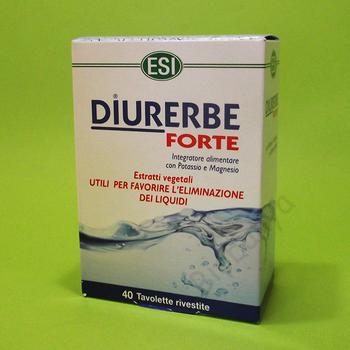 ESI
DIURERBE®
FORTE
Integratore alimentare
con Potassio e Magnesio
Estratti vegetali
UTILI PER FAVORIRE L'ELIMINAZIONE
DEI LIQUIDI
40 Tavolette rivestite